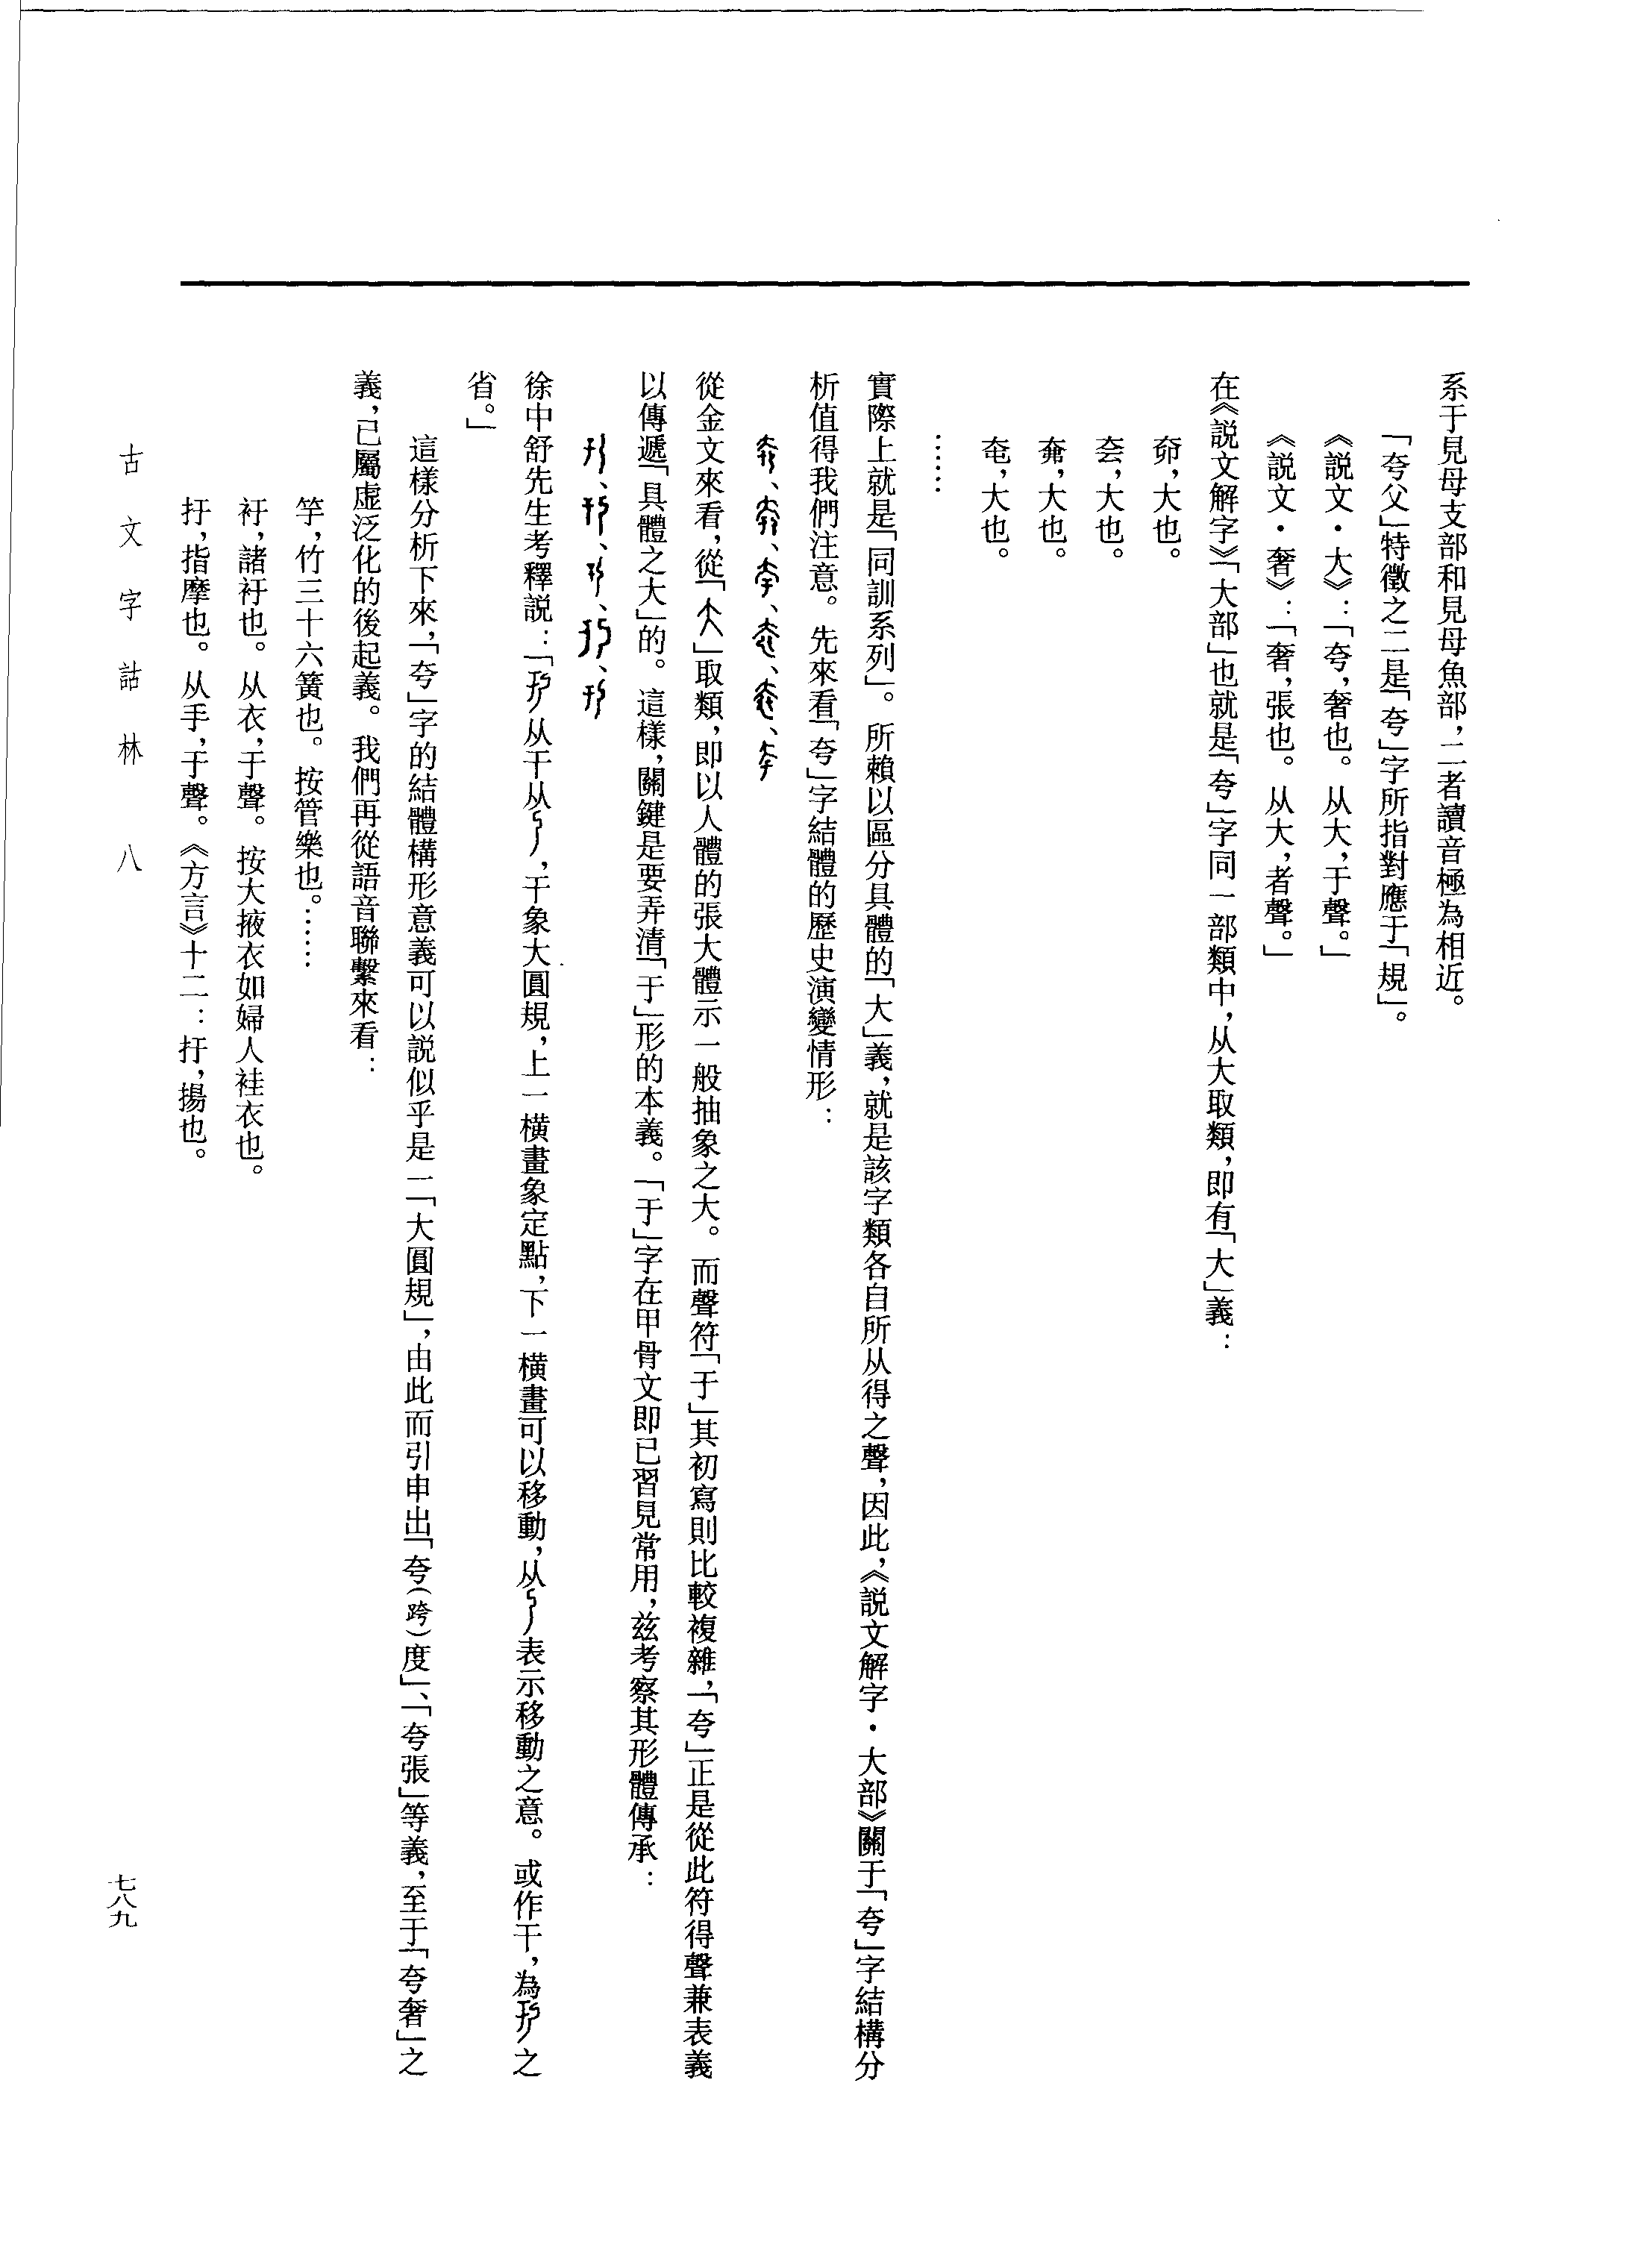 系于見母支部和見母魚部，二者讀音極為相近。
「夸父」特徵之二是「夸」字所指對應于「規」。
《説文・大》：「夸，奢也。从大，于聲。」
《説文・奢》：「奢，張也。从大，者聲。」
在《説文解字》「大部」也就是「夸」字同一部類中，从大取類，即有「大」義：
奅，大也。
㚘，大也。
，大也。
奄，大也。
……
實際上就是「同訓系列」。所賴以區分具體的「大」義，就是該字類各自所从得之聲，因此，《説文解字・大部》關于「夸」字結構分
析值得我們注意。先來看「夸」字結體的歷史演變情形：
從金文來看，從「」取類，即以人體的張大體示一般抽象之大。而聲符「于」其初寫則比較複雜，「夸」正是從此符得聲兼表義
以傳遞「具體之大」的。這樣，關鍵是要弄清「于」形的本義。「于」字在甲骨文即已習見常用，茲考察其形體傳承：
徐中舒先生考釋説：「从干从，干象大圓規，上一橫畫象定點，下一橫畫可以移動，从表示移動之意。或作干，為之
省。」
這樣分析下來，「夸」字的結體構形意義可以説似乎是一「大圓規」，由此而引申出「夸（跨）度」、「夸張」等義，至于「夸奢」之
義，已屬虛泛化的後起義。我們再從語音聯繫來看：
竽，竹三十六簧也。按管樂也。……
衧，諸衧也。从衣，于聲。按大掖衣如婦人袿衣也。
扜，指摩也。从手，于聲。《方言》十二：扜，揚也。
古文字詁林　八
七八九